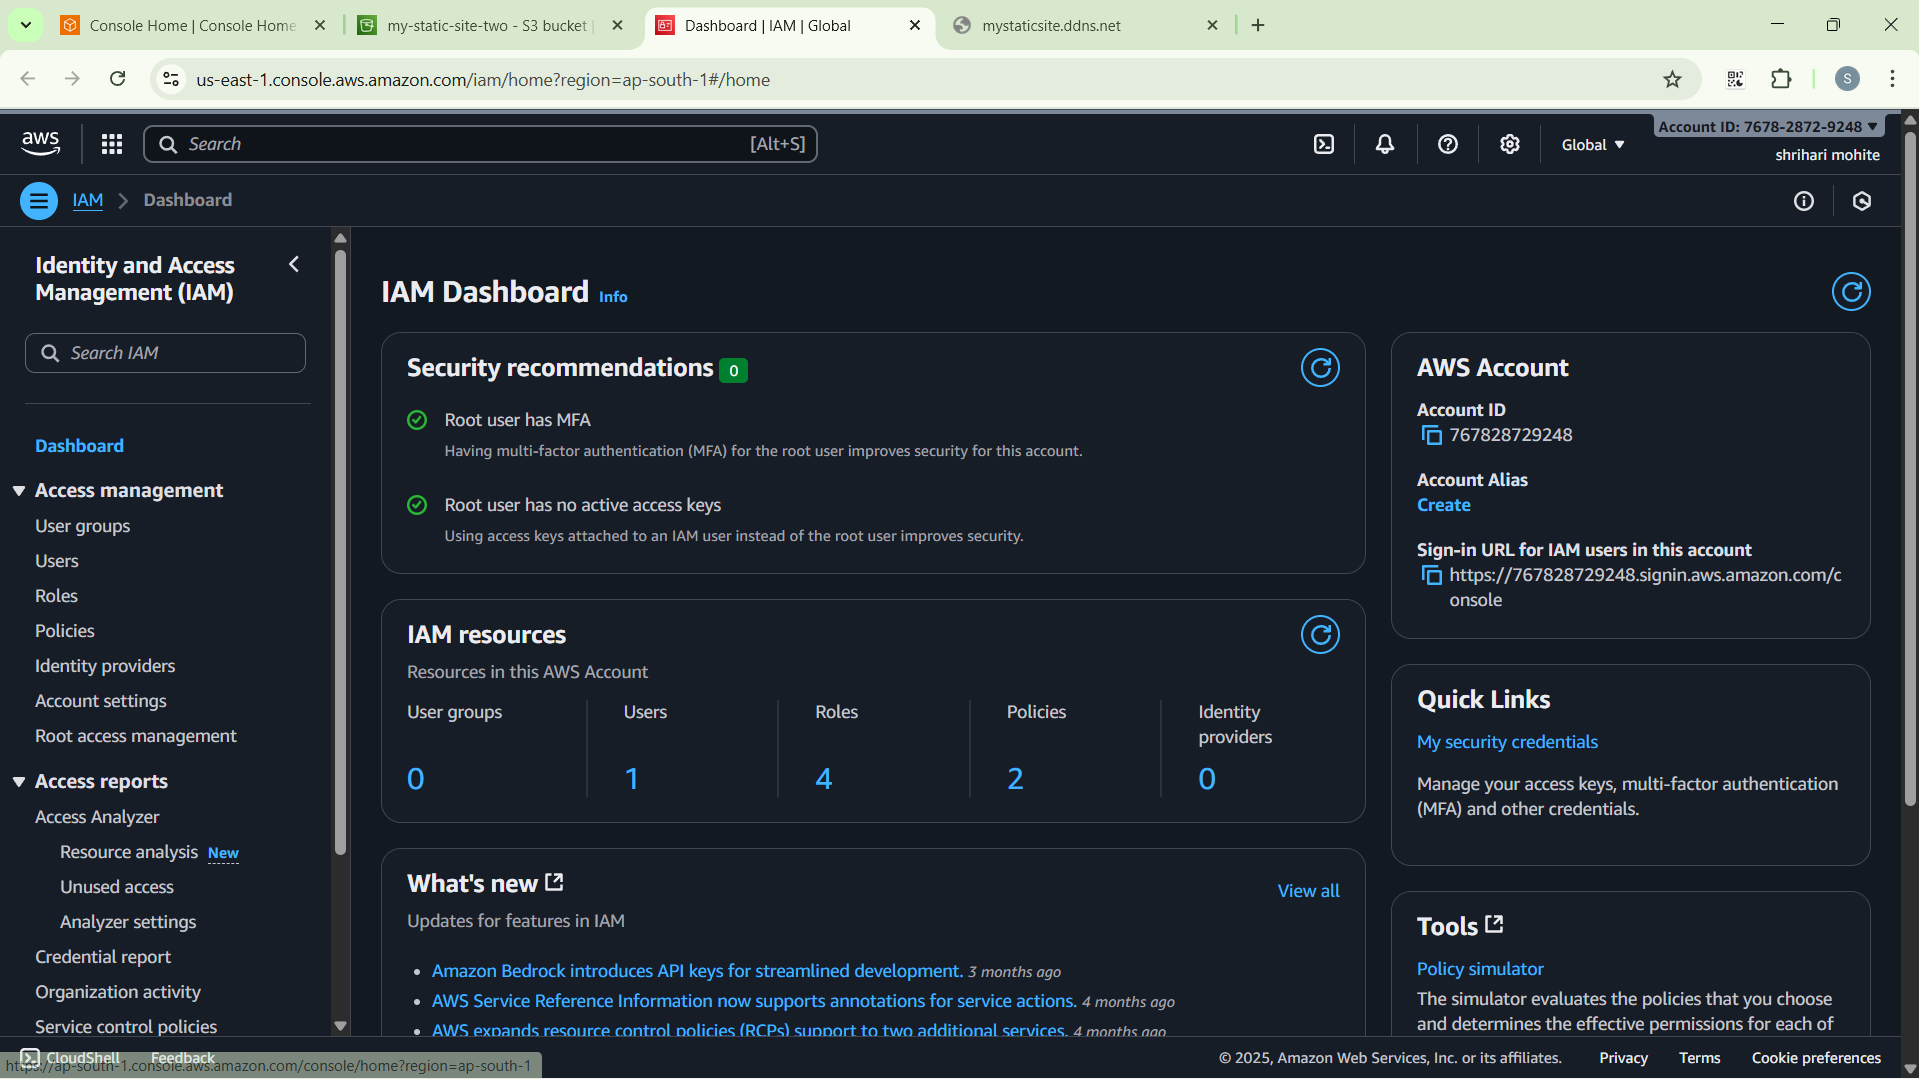 Console Home | Console Home
my-static-site-two - S3 bucket |
Dashboard | IAM | Global
mystaticsite.ddns.net
us-east-1.console.aws.amazon.com/iam/home?region=ap-south-1#/home
S
aws
Search
[Alt+S]
Global
Account ID: 7678-2872-9248
shrihari mohite
IAM
Dashboard
Identity and Access
Management (IAM)
Search IAM
Dashboard
Access management
User groups
Users
Roles
Policies
Identity providers
Account settings
Root access management
Access reports
Access Analyzer
Resource analysis New
Unused access
Analyzer settings
Credential report
Organization activity
Service control policies
IAM Dashboard Info
Security recommendations 0
Root user has MFA
Having multi-factor authentication (MFA) for the root user improves security for this account.
Root user has no active access keys
Using access keys attached to an IAM user instead of the root user improves security.
IAM resources
Resources in this AWS Account
User groups
0
Users
1
Roles
4
Policies
2
Identity
providers
0
What's new
View all
Updates for features in IAM
Amazon Bedrock introduces API keys for streamlined development. 3 months ago
AWS Service Reference Information now supports annotations for service actions. 4 months ago
AWS expands resource control policies (RCPs) support to two additional services. 4 months ago
AWS Account
Account ID
767828729248
Account Alias
Create
Sign-in URL for IAM users in this account
https://767828729248.signin.aws.amazon.com/c
onsole
Quick Links
My security credentials
Manage your access keys, multi-factor authentication
(MFA) and other credentials.
Tools
Policy simulator
The simulator evaluates the policies that you choose
and determines the effective permissions for each of
CloudShell
Feedback
https://ap-south-1.console.aws.amazon.com/console/home?region=ap-south-1
© 2025, Amazon Web Services, Inc. or its affiliates.
Privacy
Terms
Cookie preferences